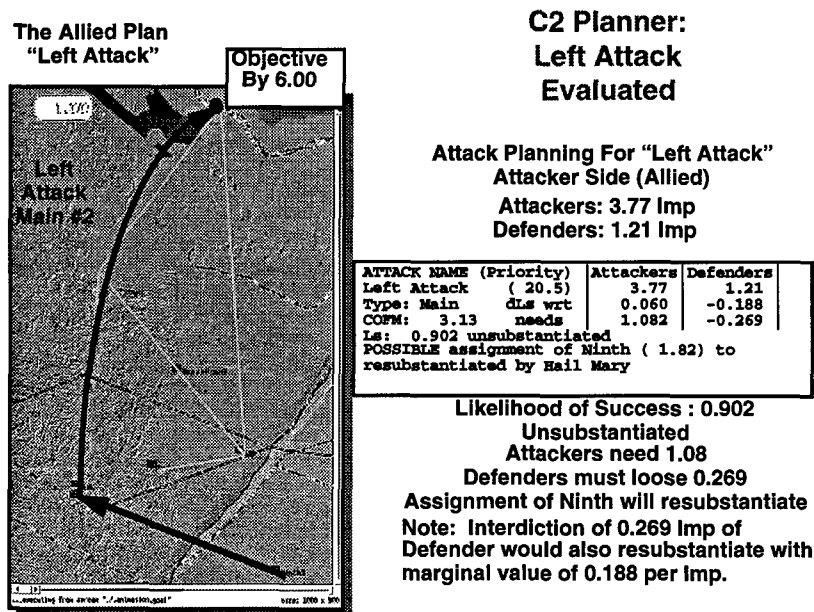 The Allied Plan
“Left Attack”
Objective
By 6.00
Left
Attack
Main #2
C2 Planner:
Left Attack
Evaluated
Attack Planning For “Left Attack”
Attacker Side (Allied)
Attackers: 3.77 Imp
Defenders: 1.21 Imp
ATTACK NAME (Priority) Attackers Defenders
Left Attack ( 20.5) 3.77 1.21
Type: Main dLs wrt 0.060 -0.188
COFM: 3.13 needs 1.082 -0.269
Ls: 0.902 unsubstantiated
POSSIBLE assignment of Ninth ( 1.82) to
resubstantiated by Hail Mary
Likelihood of Success : 0.902
Unsubstantiated
Attackers need 1.08
Defenders must loose 0.269
Assignment of Ninth will resubstantiate
Note: Interdiction of 0.269 Imp of
Defender would also resubstantiate with
marginal value of 0.188 per Imp.